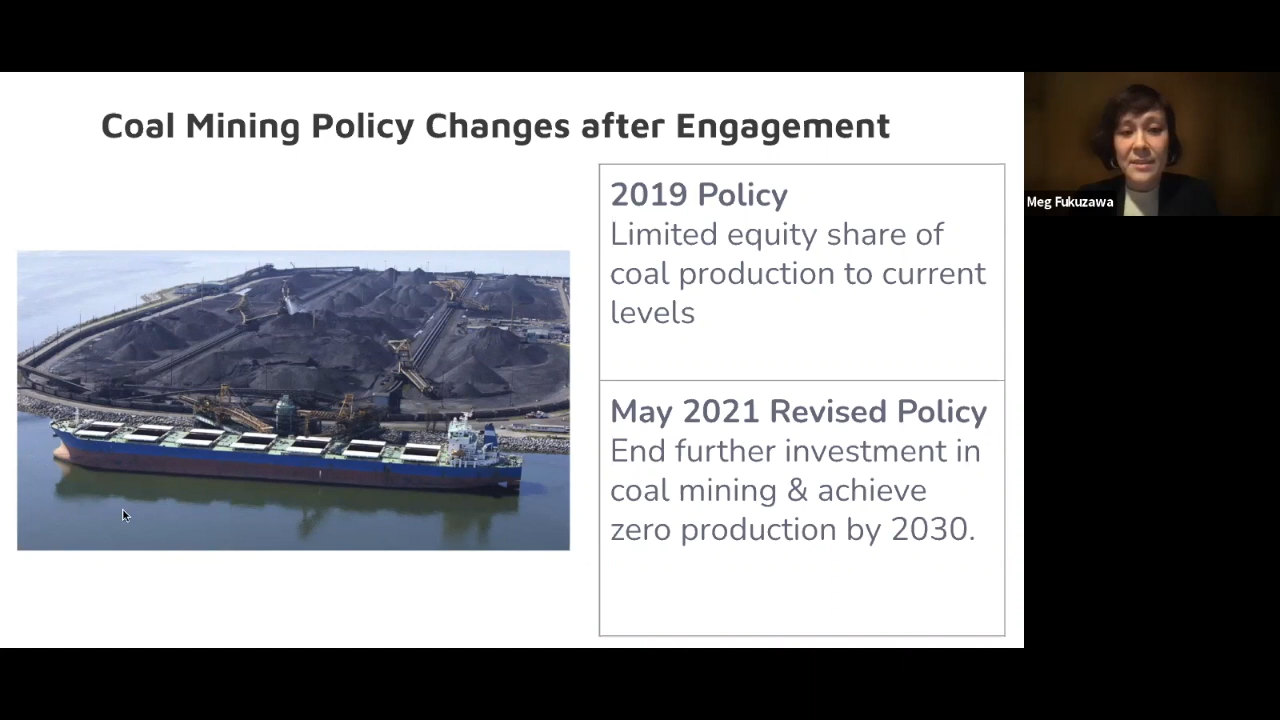 Coal Mining Policy Changes after Engagement
2019 Policy
Limited equity share of
coal production to current
levels
May 2021 Revised Policy
End further investment in
coal mining & achieve
zero production by 2030.
Meg Fukuzawa